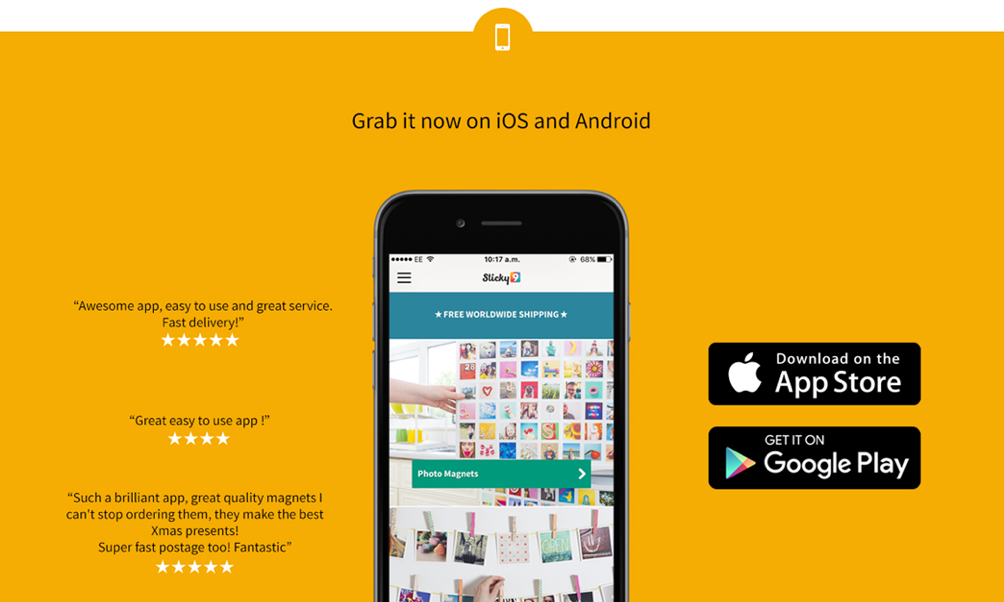 Grab it now on iOS and Android
EE 10:17 a.m. 68%
Sticky9
★ FREE WORLDWIDE SHIPPING ★
“Awesome app, easy to use and great service.
Fast delivery!”
★★★★★
“Great easy to use app !”
★★★★
“Such a brilliant app, great quality magnets I
can't stop ordering them, they make the best
Xmas presents!
Super fast postage too! Fantastic”
★★★★★
28
Photo Magnets
Download on the
App Store
GET IT ON
Google Play